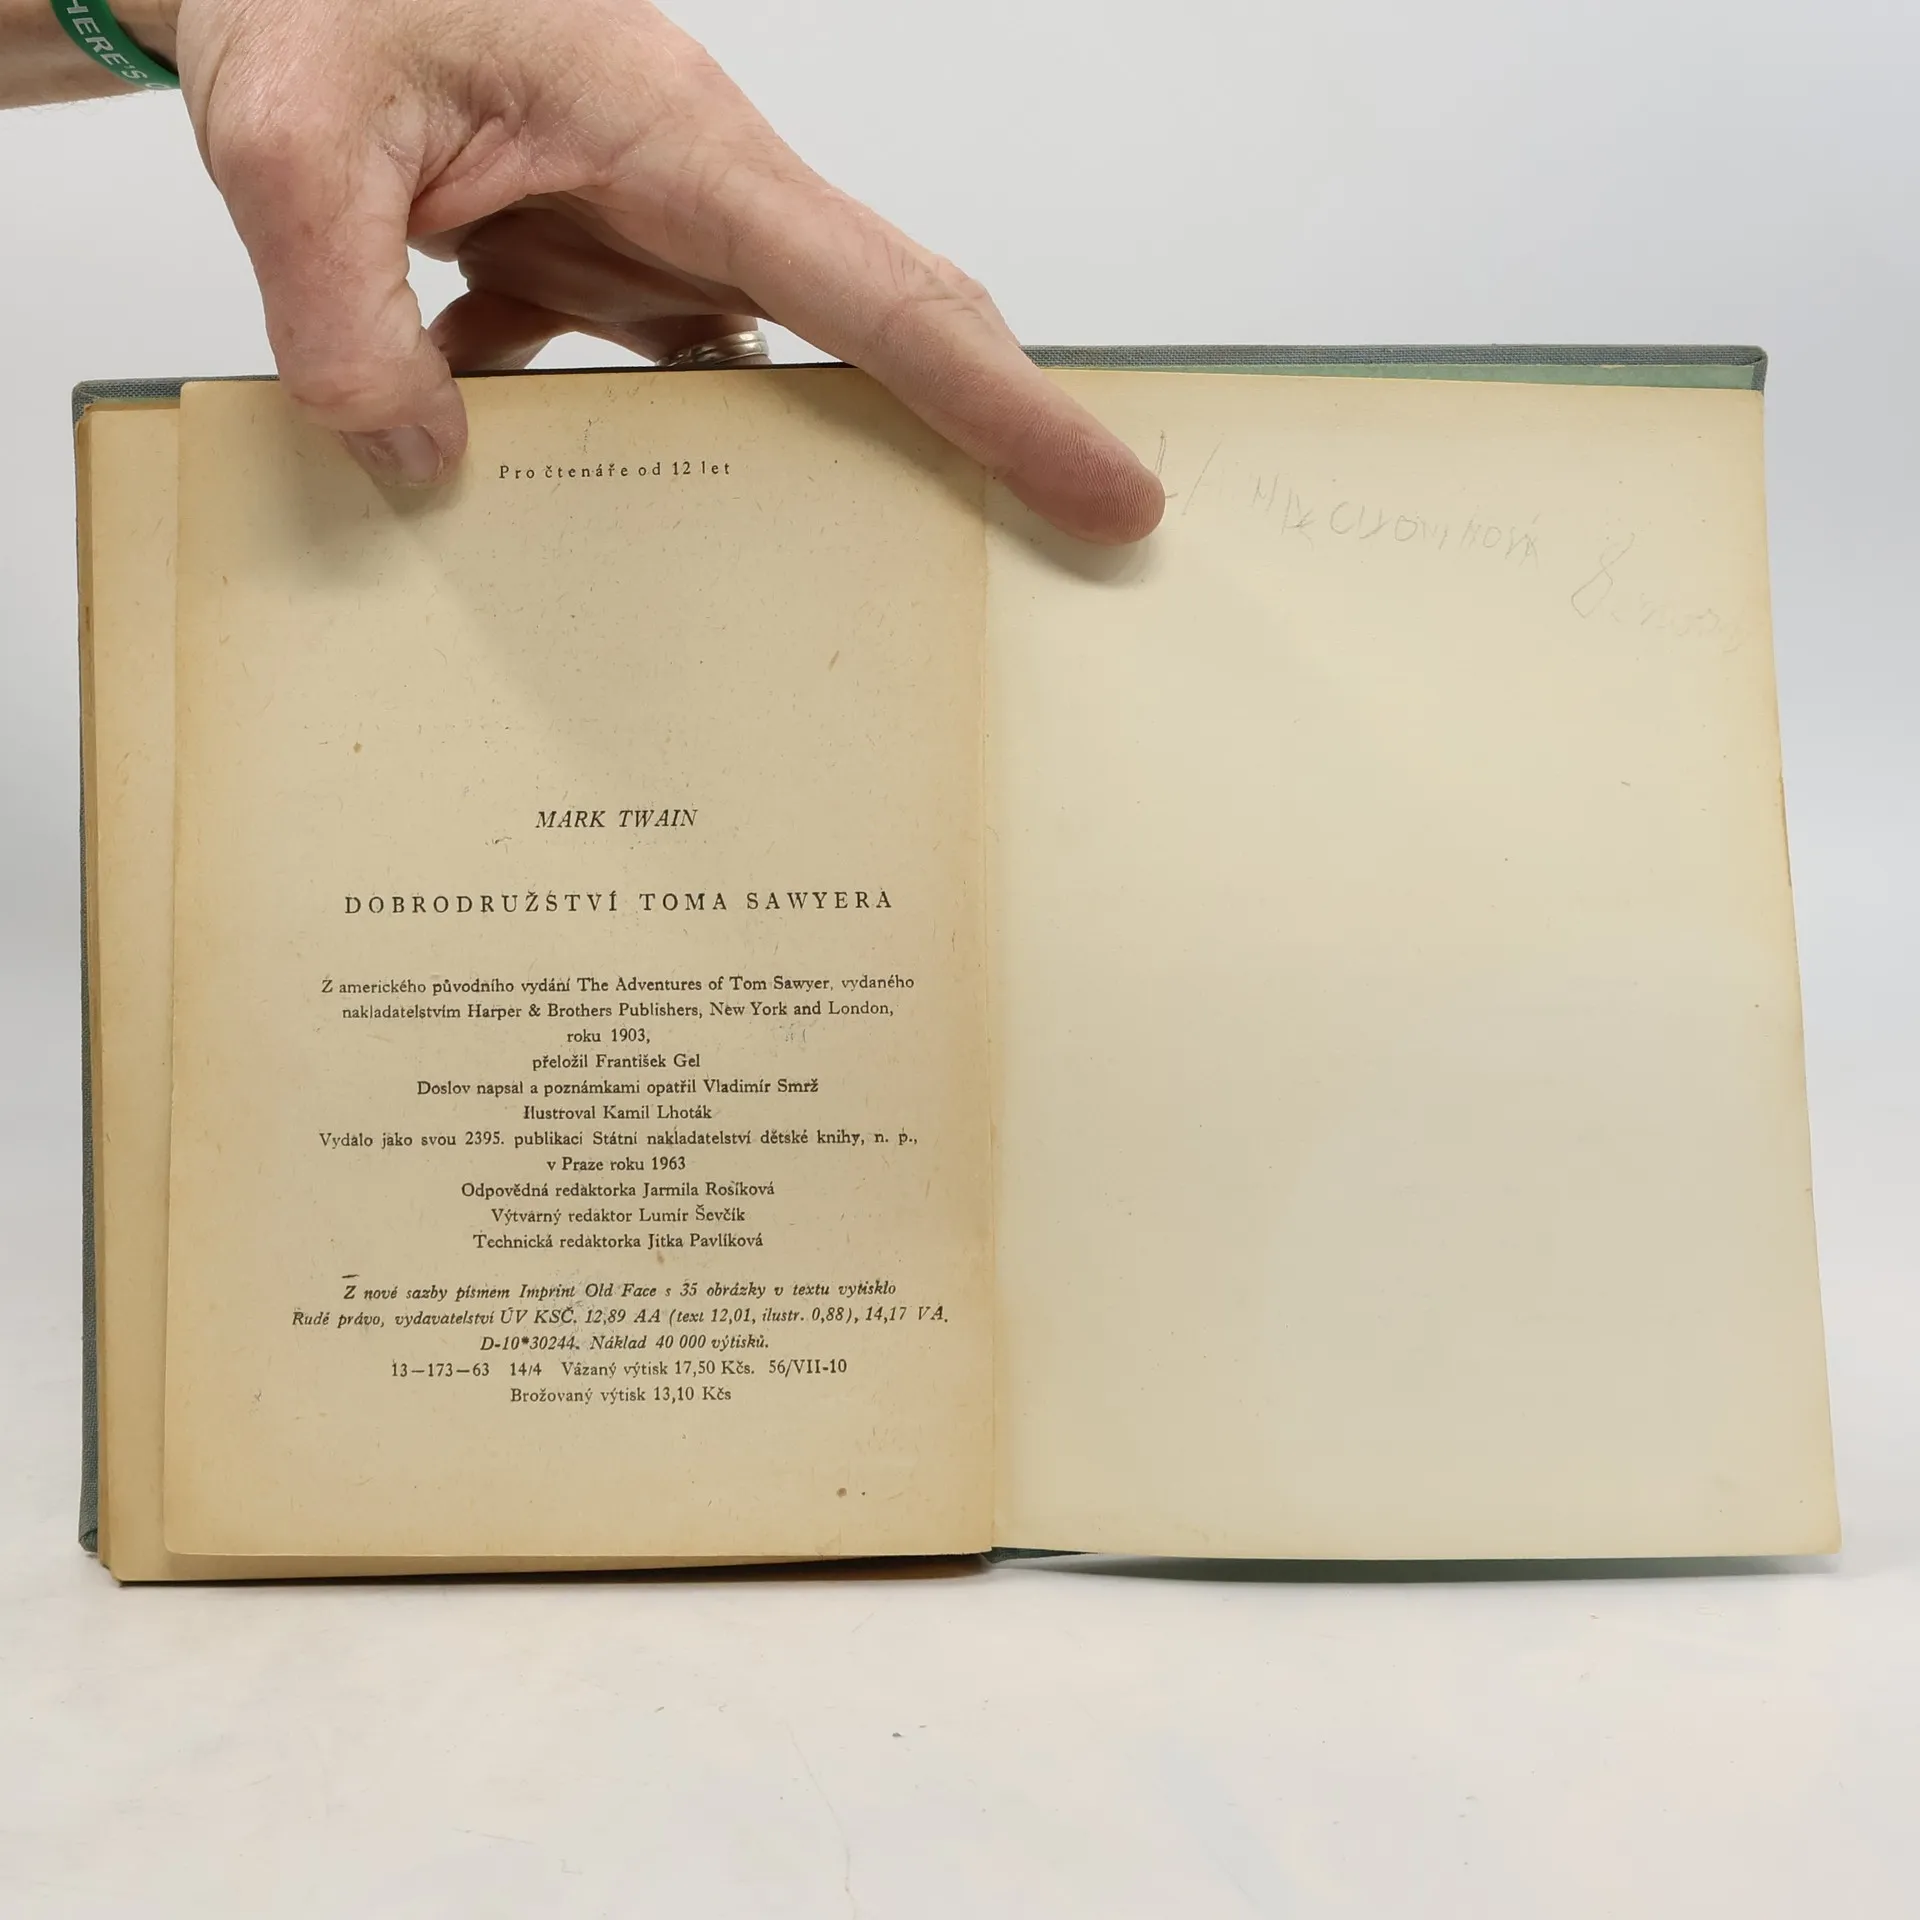 HERE'S
Pro čtenáře od 12 let
MARK TWAIN
DOBRODRUŽSTVÍ TOMA SAWYERA
Z amerického původního vydání The Adventures of Tom Sawyer, vydaného
nakladatelstvím Harper & Brothers Publishers, New York and London,
roku 1903,
přeložil František Gel
Doslov napsal a poznámkami opatřil Vladimír Smrž
Ilustroval Kamil Lhoták
Vydalo jako svou 2395. publikaci Státní nakladatelství dětské knihy, n. p.,
v Praze roku 1963
Odpovědná redaktorka Jarmila Rosíková
Výtvarný redaktor Lumír Ševčík
Technická redaktorka Jitka Pavlíková
Z nové sazby písmem Imprint Old Face s 35 obrázky v textu vytisklo
Rudé právo, vydavatelství ÚV KSČ. 12,89 AA (text 12,01, ilustr. 0,88), 14,17 VA.
D-10*30244. Náklad 40 000 výtisků.
13—173—63 14/4 Vázaný výtisk 17,50 Kčs. 56/VII-10
Brožovaný výtisk 13,10 Kčs
8